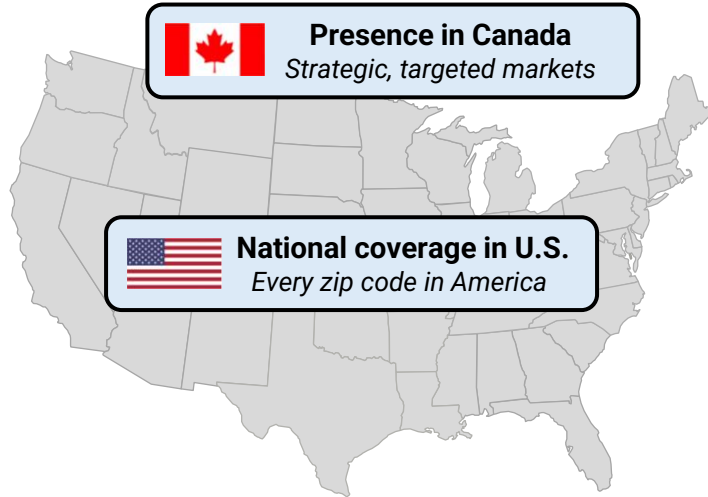 Presence in Canada
Strategic, targeted markets
National coverage in U.S.
Every zip code in America